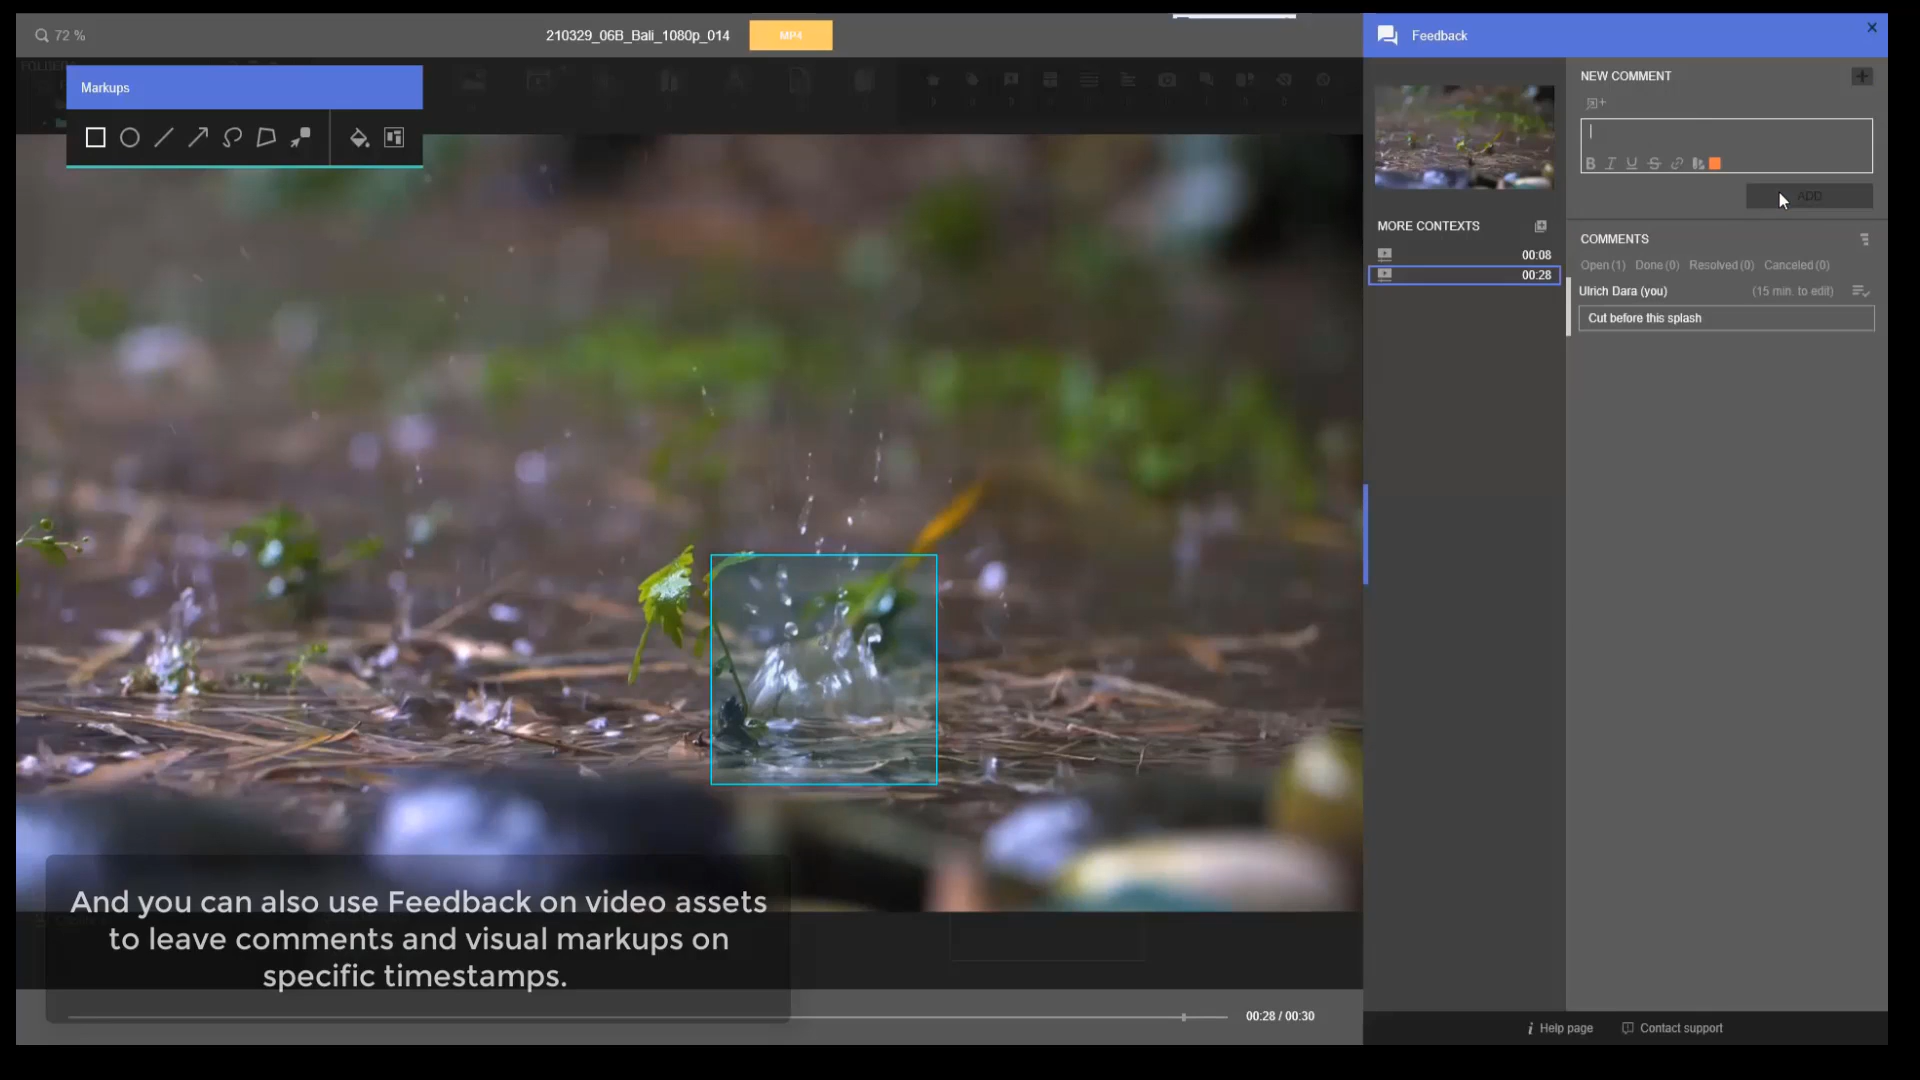 72 %
210329_06B_Bali_1080p_014
MP4
Feedback
Markups
NEW COMMENT
B I U S
ADD
MORE CONTEXTS
00:08
00:28
COMMENTS
Open (1) Done (0) Resolved (0) Canceled (0)
Ulrich Dara (you) (15 min. to edit)
Cut before this splash
And you can also use Feedback on video assets
to leave comments and visual markups on
specific timestamps.
00:28 / 00:30
Help page
Contact support